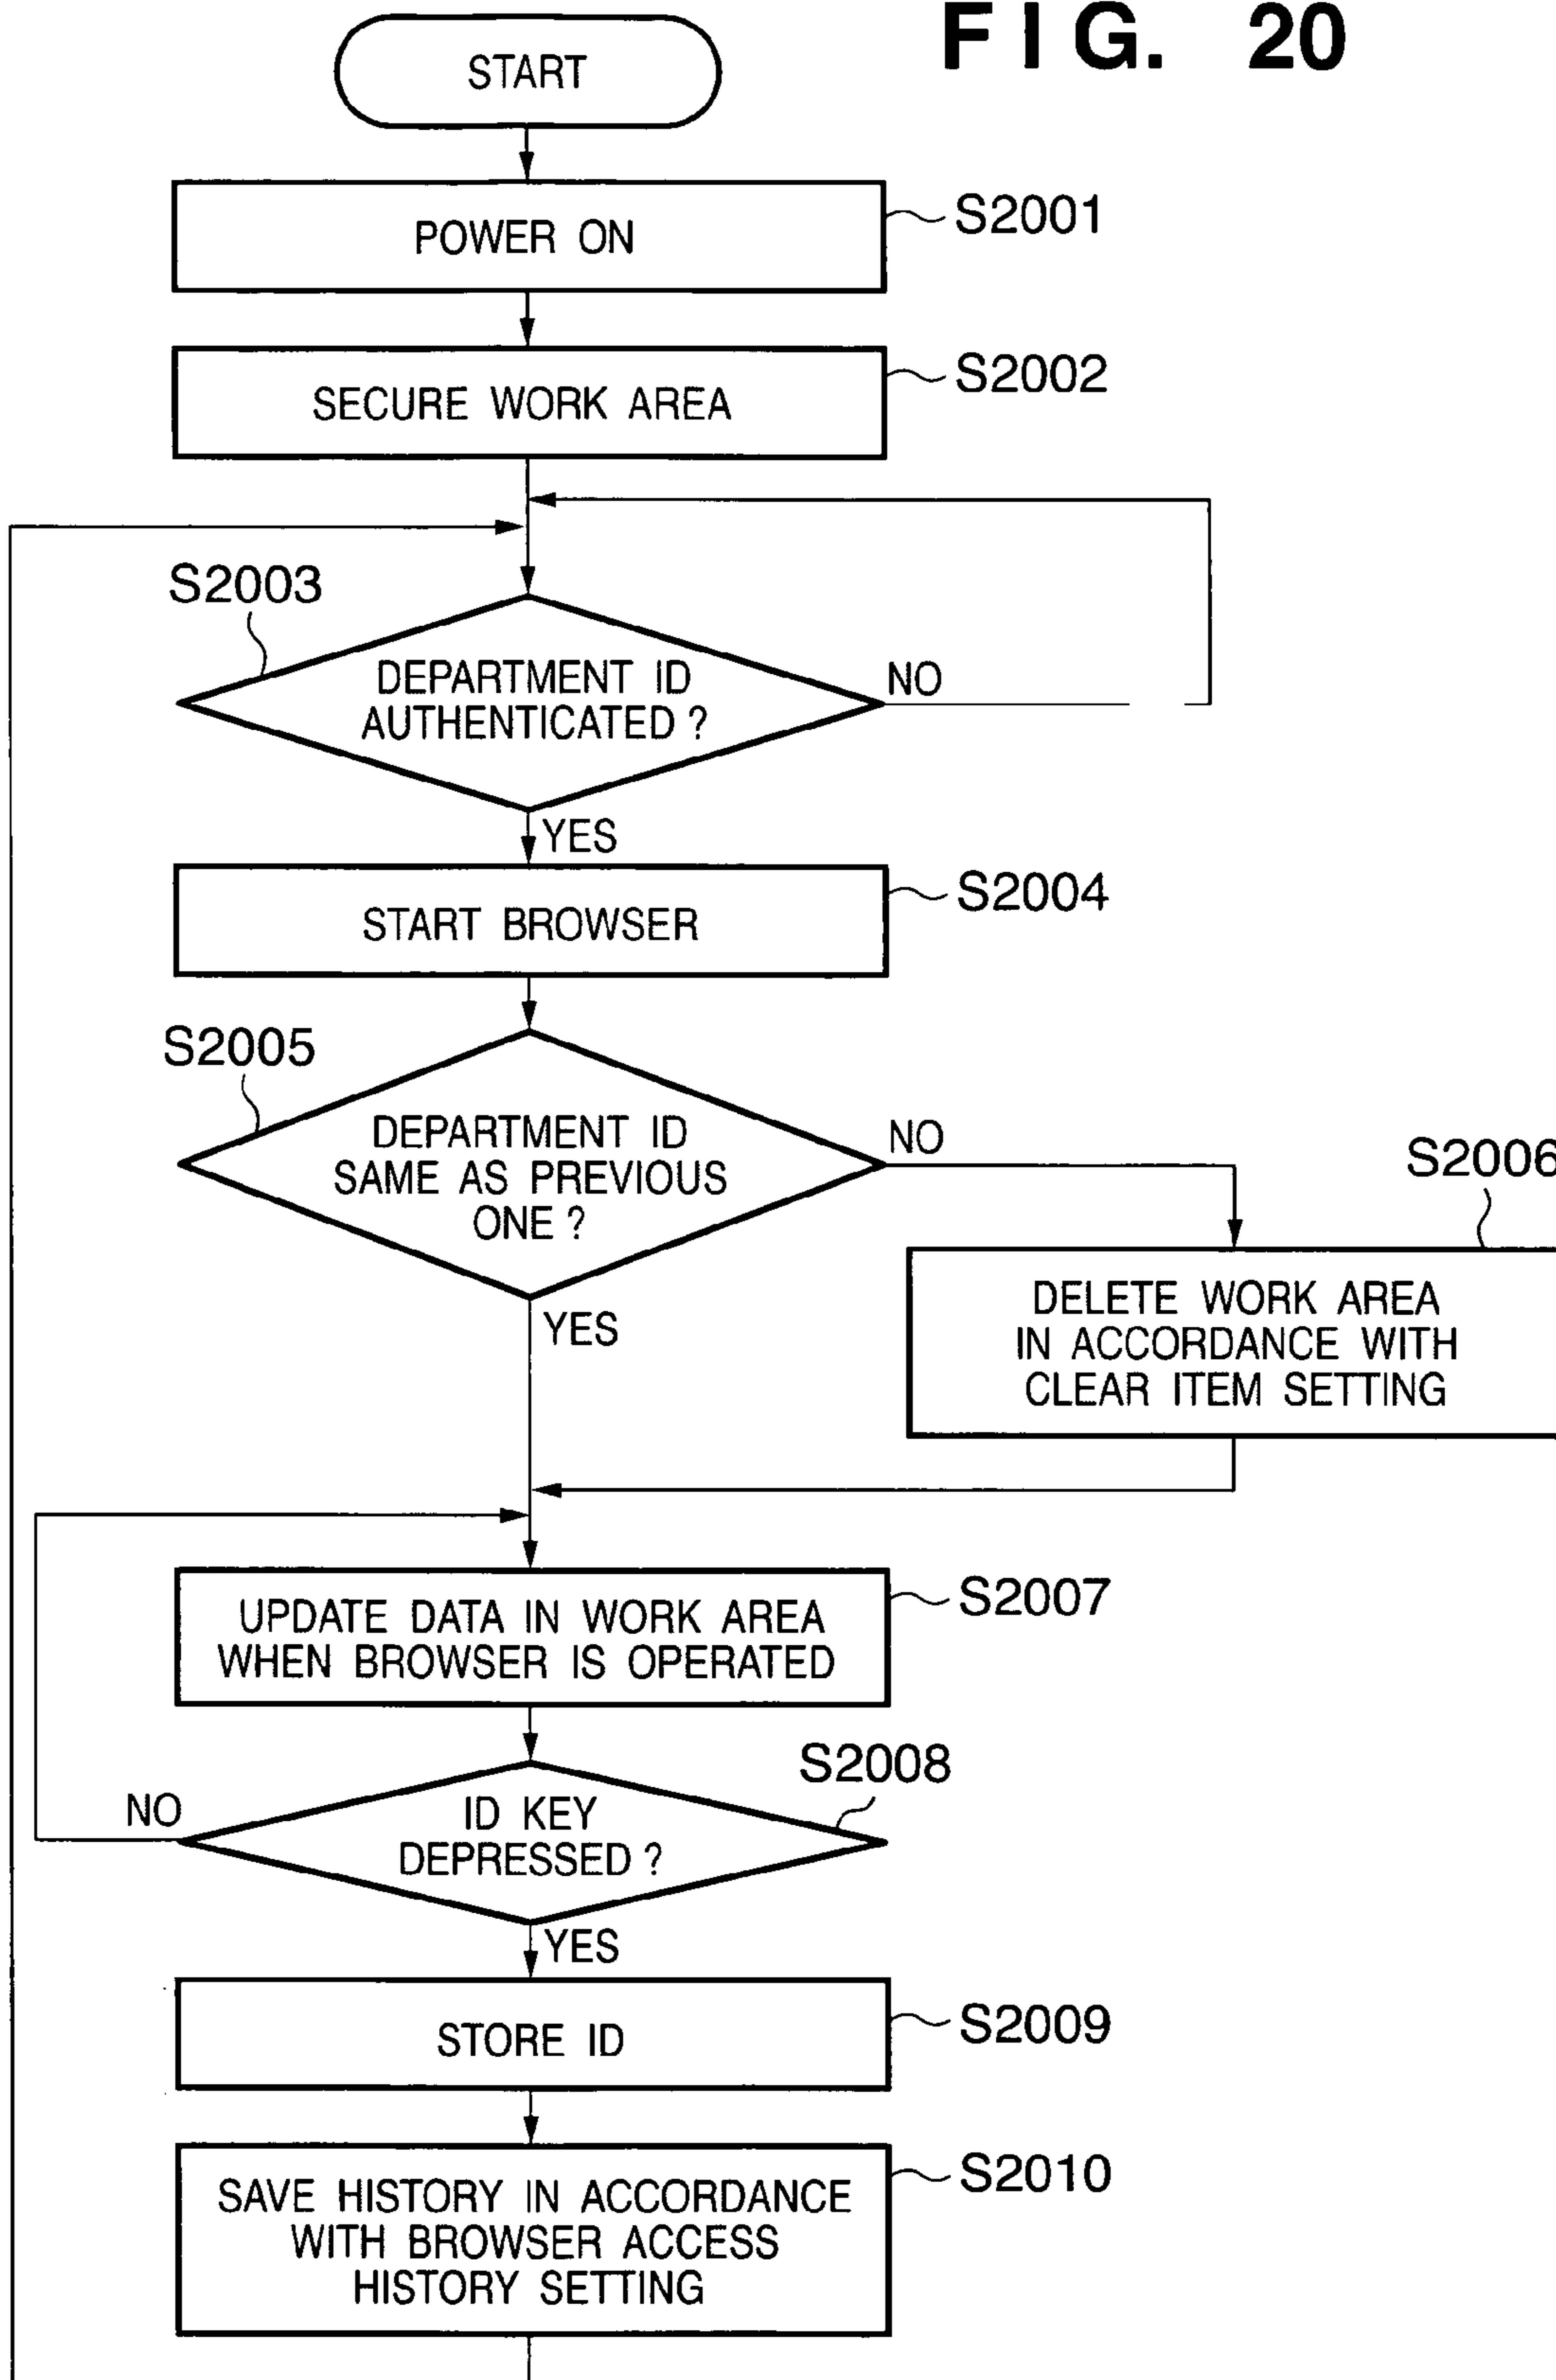 FIG. 20
START
POWER ON
S2001
SECURE WORK AREA
S2002
S2003
DEPARTMENT ID
AUTHENTICATED ?
NO
YES
START BROWSER
S2004
S2005
DEPARTMENT ID
SAME AS PREVIOUS
ONE ?
NO
YES
S2006
DELETE WORK AREA
IN ACCORDANCE WITH
CLEAR ITEM SETTING
UPDATE DATA IN WORK AREA
WHEN BROWSER IS OPERATED
S2007
S2008
ID KEY
DEPRESSED ?
NO
YES
STORE ID
S2009
SAVE HISTORY IN ACCORDANCE
WITH BROWSER ACCESS
HISTORY SETTING
S2010